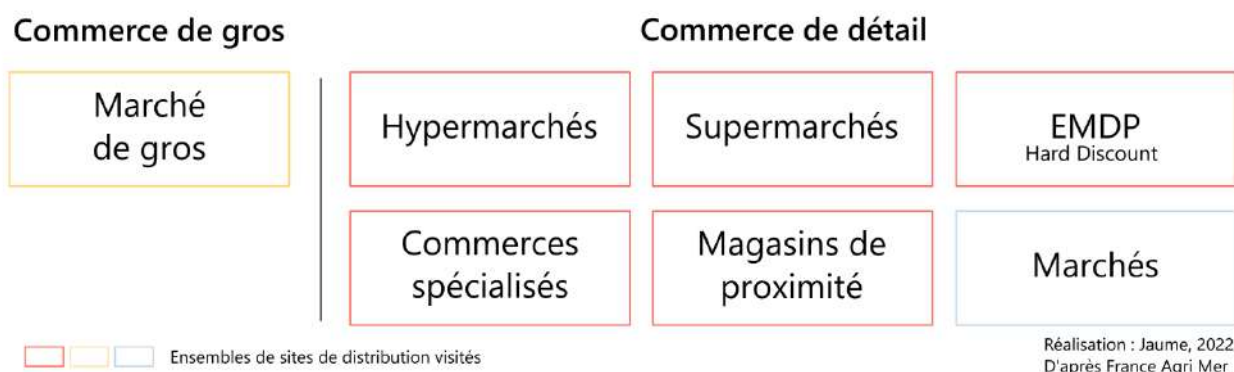 Commerce de gros
Commerce de détail
Marché
de gros
Hypermarchés
Supermarchés
EMDP
Hard Discount
Commerces
spécialisés
Magasins de
proximité
Marchés
Ensembles de sites de distribution visités
Réalisation : Jaume, 2022
D'après France Agri Mer